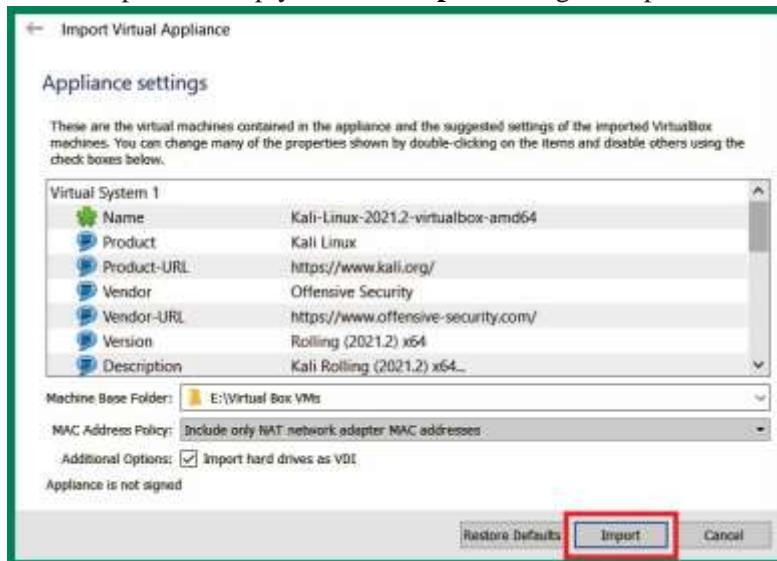 ← Import Virtual Appliance
Appliance settings
These are the virtual machines contained in the appliance and the suggested settings of the imported VirtualBox
machines. You can change many of the properties shown by double-clicking on the items and disable others using the
check boxes below.
Virtual System 1
Name Kali-Linux-2021.2-virtualbox-amd64
Product Kali Linux
Product-URL https://www.kali.org/
Vendor Offensive Security
Vendor-URL https://www.offensive-security.com/
Version Rolling (2021.2) x64
Description Kali Rolling (2021.2) x64...
Machine Base Folder: E:\Virtual Box VMs
MAC Address Policy: Include only NAT network adapter MAC addresses
Additional Options: Import hard drives as VDI
Appliance is not signed
Restore Defaults Import Cancel